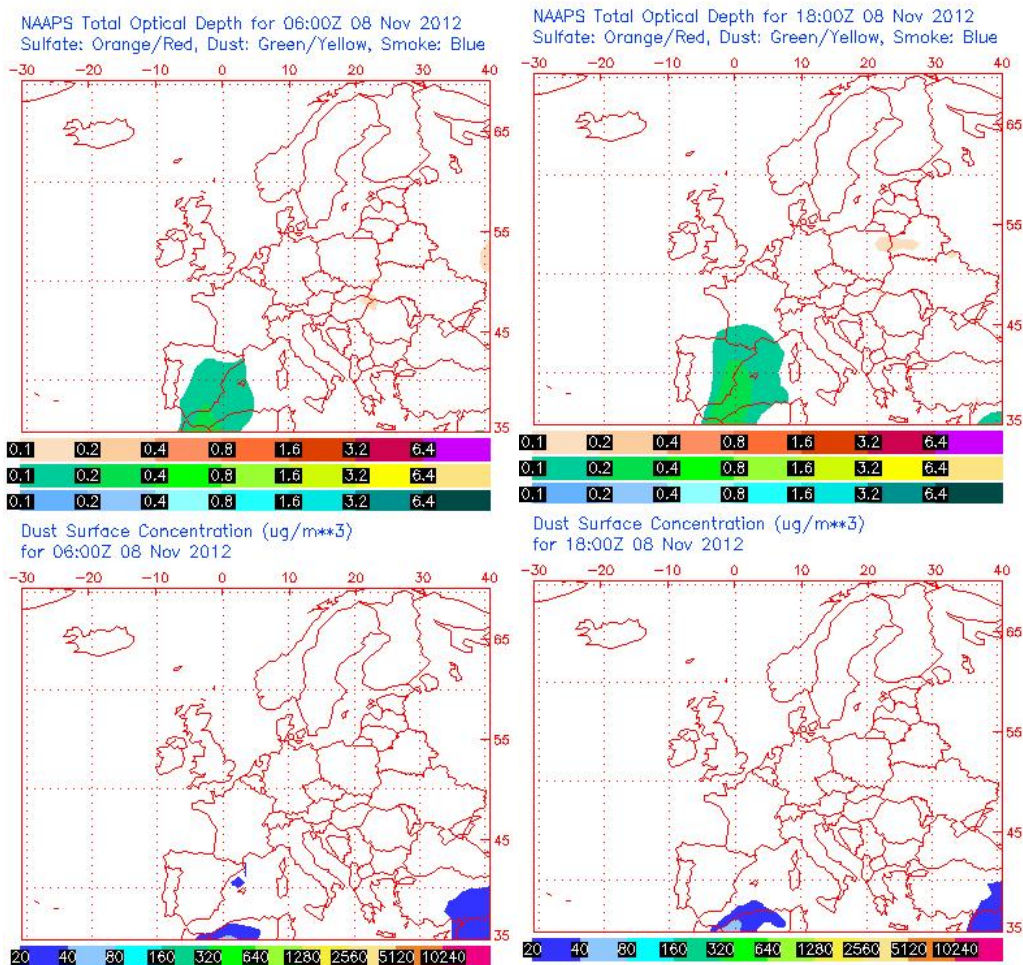 NAAPS Total Optical Depth for 06:00Z 08 Nov 2012
Sulfate: Orange/Red, Dust: Green/Yellow, Smoke: Blue
-30 -20 -10 0 10 20 30 40
65
55
45
35
0.1 0.2 0.4 0.8 1.6 3.2 6.4
0.1 0.2 0.4 0.8 1.6 3.2 6.4
0.1 0.2 0.4 0.8 1.6 3.2 6.4
NAAPS Total Optical Depth for 18:00Z 08 Nov 2012
Sulfate: Orange/Red, Dust: Green/Yellow, Smoke: Blue
-30 -20 -10 0 10 20 30 40
65
55
45
35
0.1 0.2 0.4 0.8 1.6 3.2 6.4
0.1 0.2 0.4 0.8 1.6 3.2 6.4
0.1 0.2 0.4 0.8 1.6 3.2 6.4
Dust Surface Concentration (ug/m**3)
for 06:00Z 08 Nov 2012
-30 -20 -10 0 10 20 30 40
65
55
45
35
20 40 80 160 320 640 1280 2560 5120 10240
Dust Surface Concentration (ug/m**3)
for 18:00Z 08 Nov 2012
-30 -20 -10 0 10 20 30 40
65
55
45
35
20 40 80 160 320 640 1280 2560 5120 10240